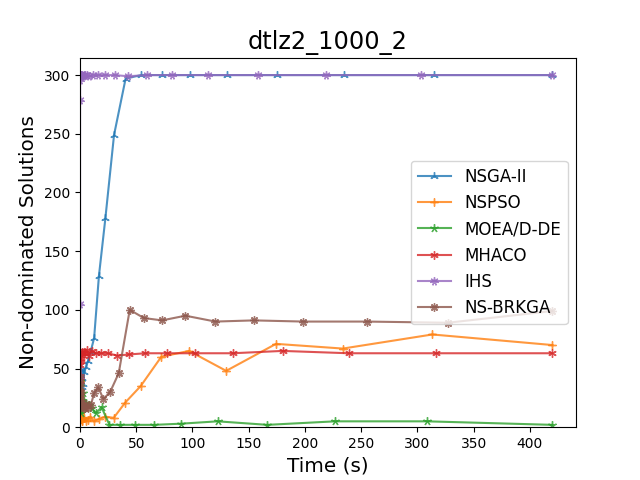 dtlz2_1000_2
Non-dominated Solutions
300
250
200
150
100
50
0
0 50 100 150 200 250 300 350 400
Time (s)
NSGA-II
NSPSO
MOEA/D-DE
MHACO
IHS
NS-BRKGA